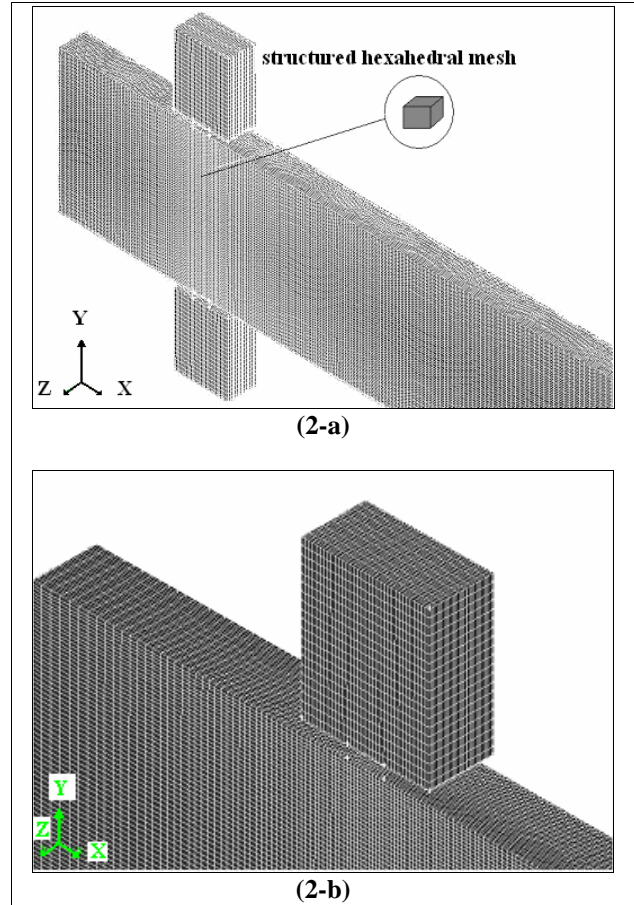 structured hexahedral mesh
Y
Z X
(2-a)
Y
Z
X
(2-b)